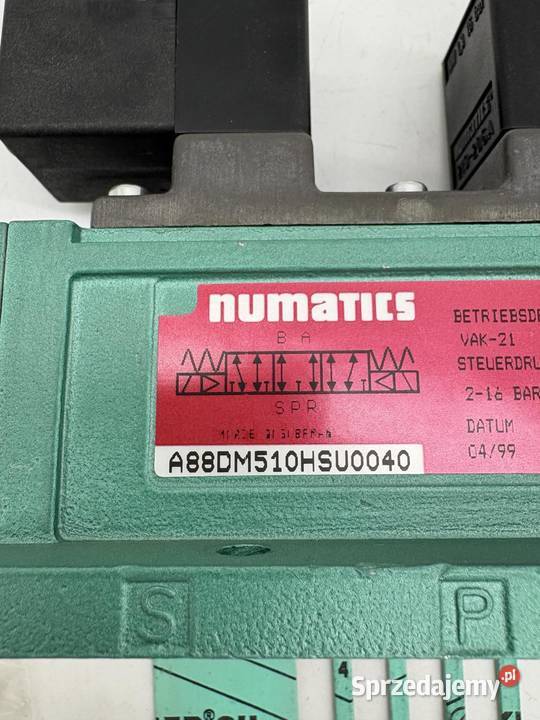 numatics
BETRIEBSDR
VAK-21
STEUERDRU
2-16 BAR
DATUM
04/99
B A
S P R
A88DM510HSU0040
S P
4
Sprzedajemy.pl